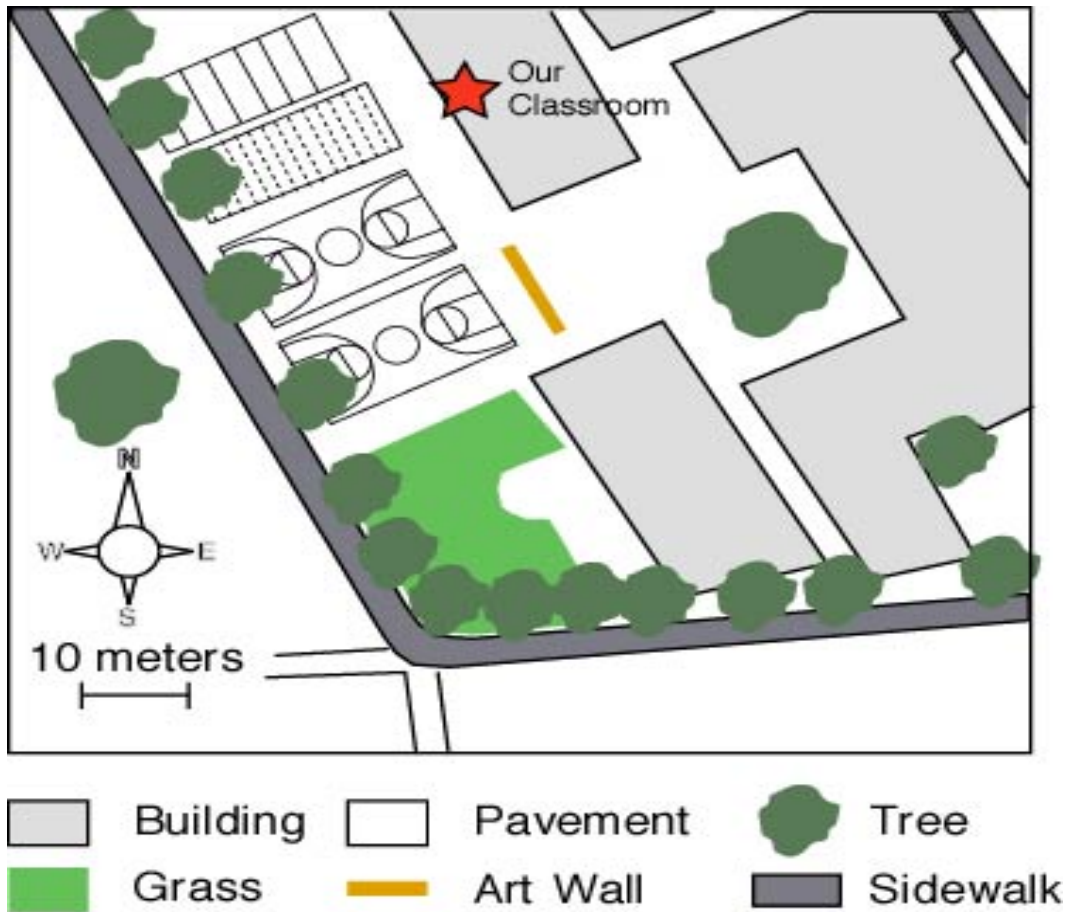 Our
Classroom
N
W E
S
10 meters
Building Pavement Tree
Grass Art Wall Sidewalk